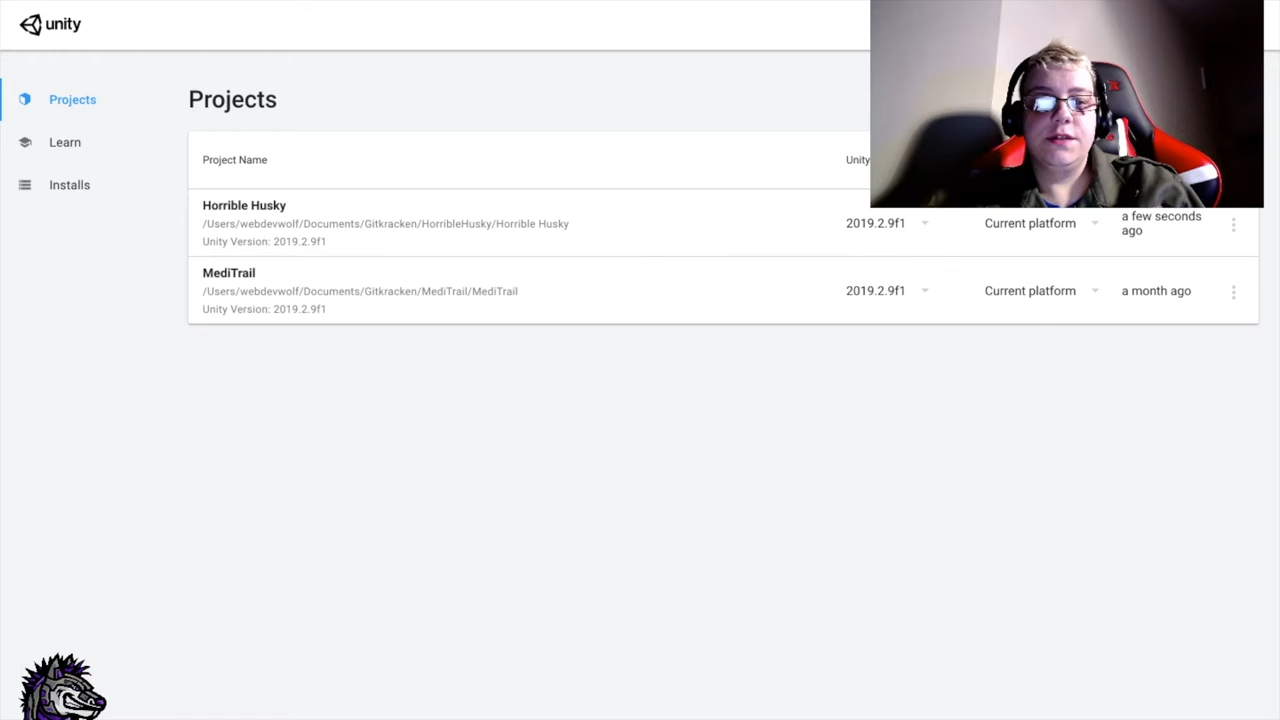 unity
Projects
Learn
Installs
Projects
Project Name
Unity
Horrible Husky
/Users/webdevwolf/Documents/Gitkracken/HorribleHusky/Horrible Husky
Unity Version: 2019.2.9f1
2019.2.9f1
Current platform
a few seconds
ago
MediTrail
/Users/webdevwolf/Documents/Gitkracken/MediTrail/MediTrail
Unity Version: 2019.2.9f1
2019.2.9f1
Current platform
a month ago